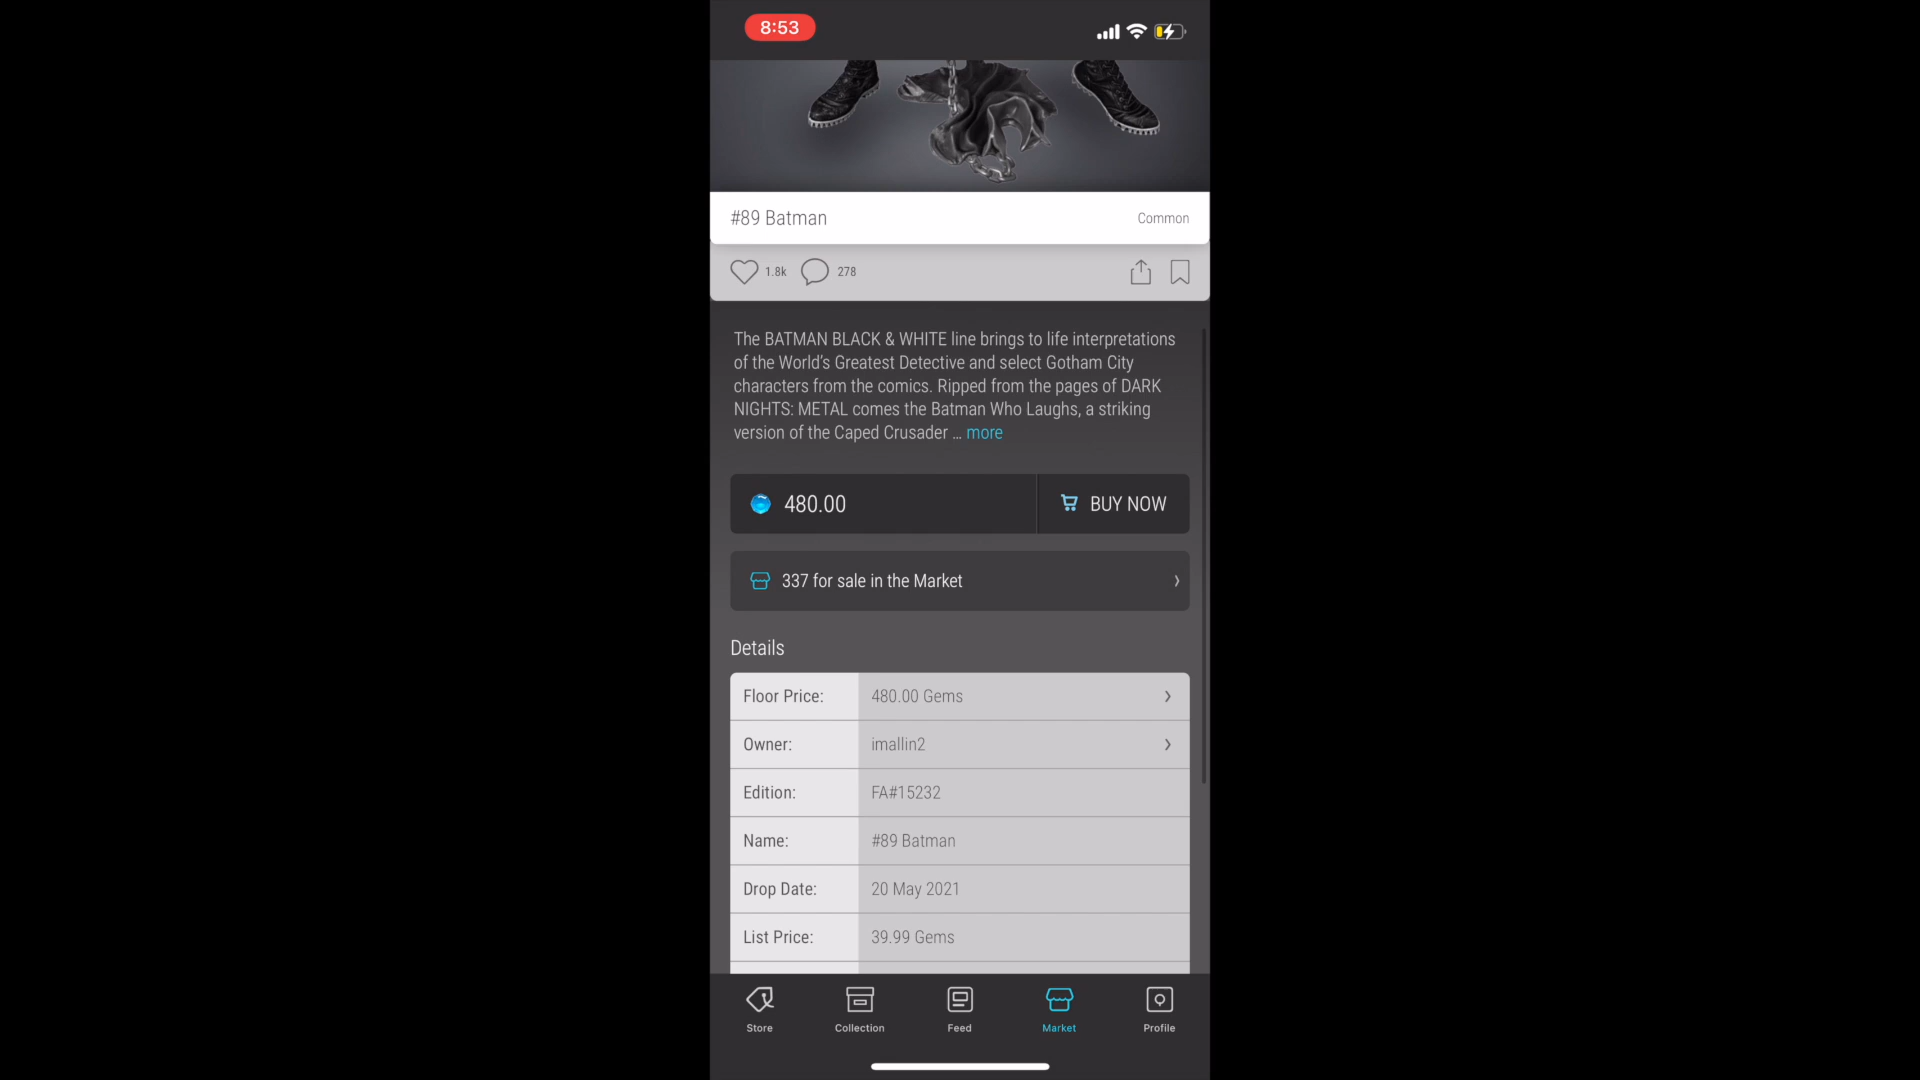 8:53
#89 Batman
Common
1.8k
278
The BATMAN BLACK & WHITE line brings to life interpretations
of the World's Greatest Detective and select Gotham City
characters from the comics. Ripped from the pages of DARK
NIGHTS: METAL comes the Batman Who Laughs, a striking
version of the Caped Crusader ... more
480.00
BUY NOW
337 for sale in the Market
Details
Floor Price: 480.00 Gems
Owner: imallin2
Edition: FA#15232
Name: #89 Batman
Drop Date: 20 May 2021
List Price: 39.99 Gems
Store
Collection
Feed
Market
Profile